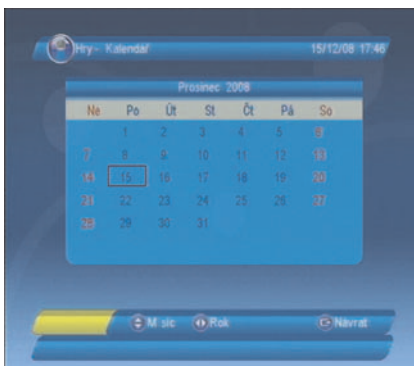 Hry - Kalendář 15/12/08 17:46
Prosinec 2008
Ne Po Út St Čt Pá So
1 2 3 4 5 6
7 8 9 10 11 12 13
14 15 16 17 18 19 20
21 22 23 24 25 26 27
28 29 30 31
M síc Rok Návrat